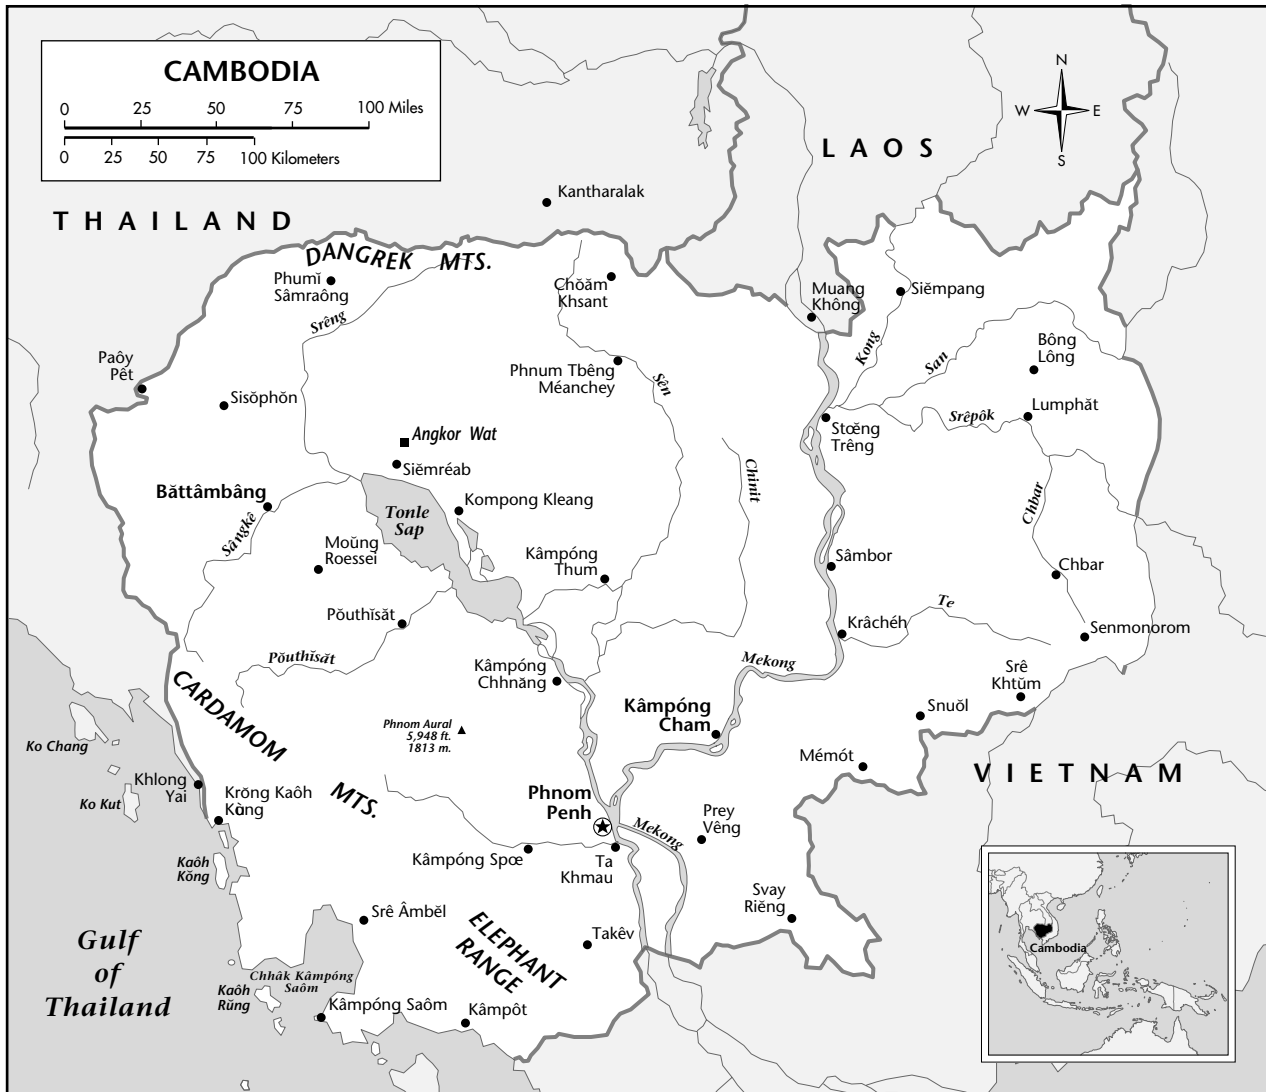 CAMBODIA
0 25 50 75 100 Miles
0 25 50 75 100 Kilometers
N
W E
S
LAOS
THAILAND
Kantharalak
DANGREK MTS.
Phumĭ
Sâmraông
Chŏăm
Khsant
Muang
Không
Siĕmpang
Srêng
Kong
San
Bông
Lông
Paôy
Pêt
Phnum Tbêng
Méanchey
Sên
Sisŏphŏn
Lumphăt
Srêpôk
Stœ̆ng
Trêng
Angkor Wat
Siĕmréab
Chinit
Băttâmbâng
Kompong Kleang
Chbar
Tonle
Sap
Sângkê
Moŭng
Roessei
Kâmpóng
Thum
Sâmbor
Chbar
Te
Poŭthĭsăt
Krâchéh
Senmonorom
Poŭthĭsăt
Kâmpóng
Chhnăng
Mekong
Srê
Khtŭm
CARDAMOM
MTS.
Kâmpóng
Cham
Snuŏl
Phnom Aural
5,948 ft.
1813 m.
Ko Chang
Mémót
VIETNAM
Khlong
Yai
Ko Kut
Krŏng Kaôh
Kŏng
Phnom
Penh
Prey
Vêng
Mekong
Kâmpóng Spœ
Ta
Khmau
Kaôh
Kŏng
Svay
Riĕng
Srê Âmbĕl
ELEPHANT
RANGE
Takêv
Gulf
of
Thailand
Cambodia
Chhâk Kâmpóng
Saôm
Kaôh
Rŭng
Kâmpóng Saôm
Kâmpôt